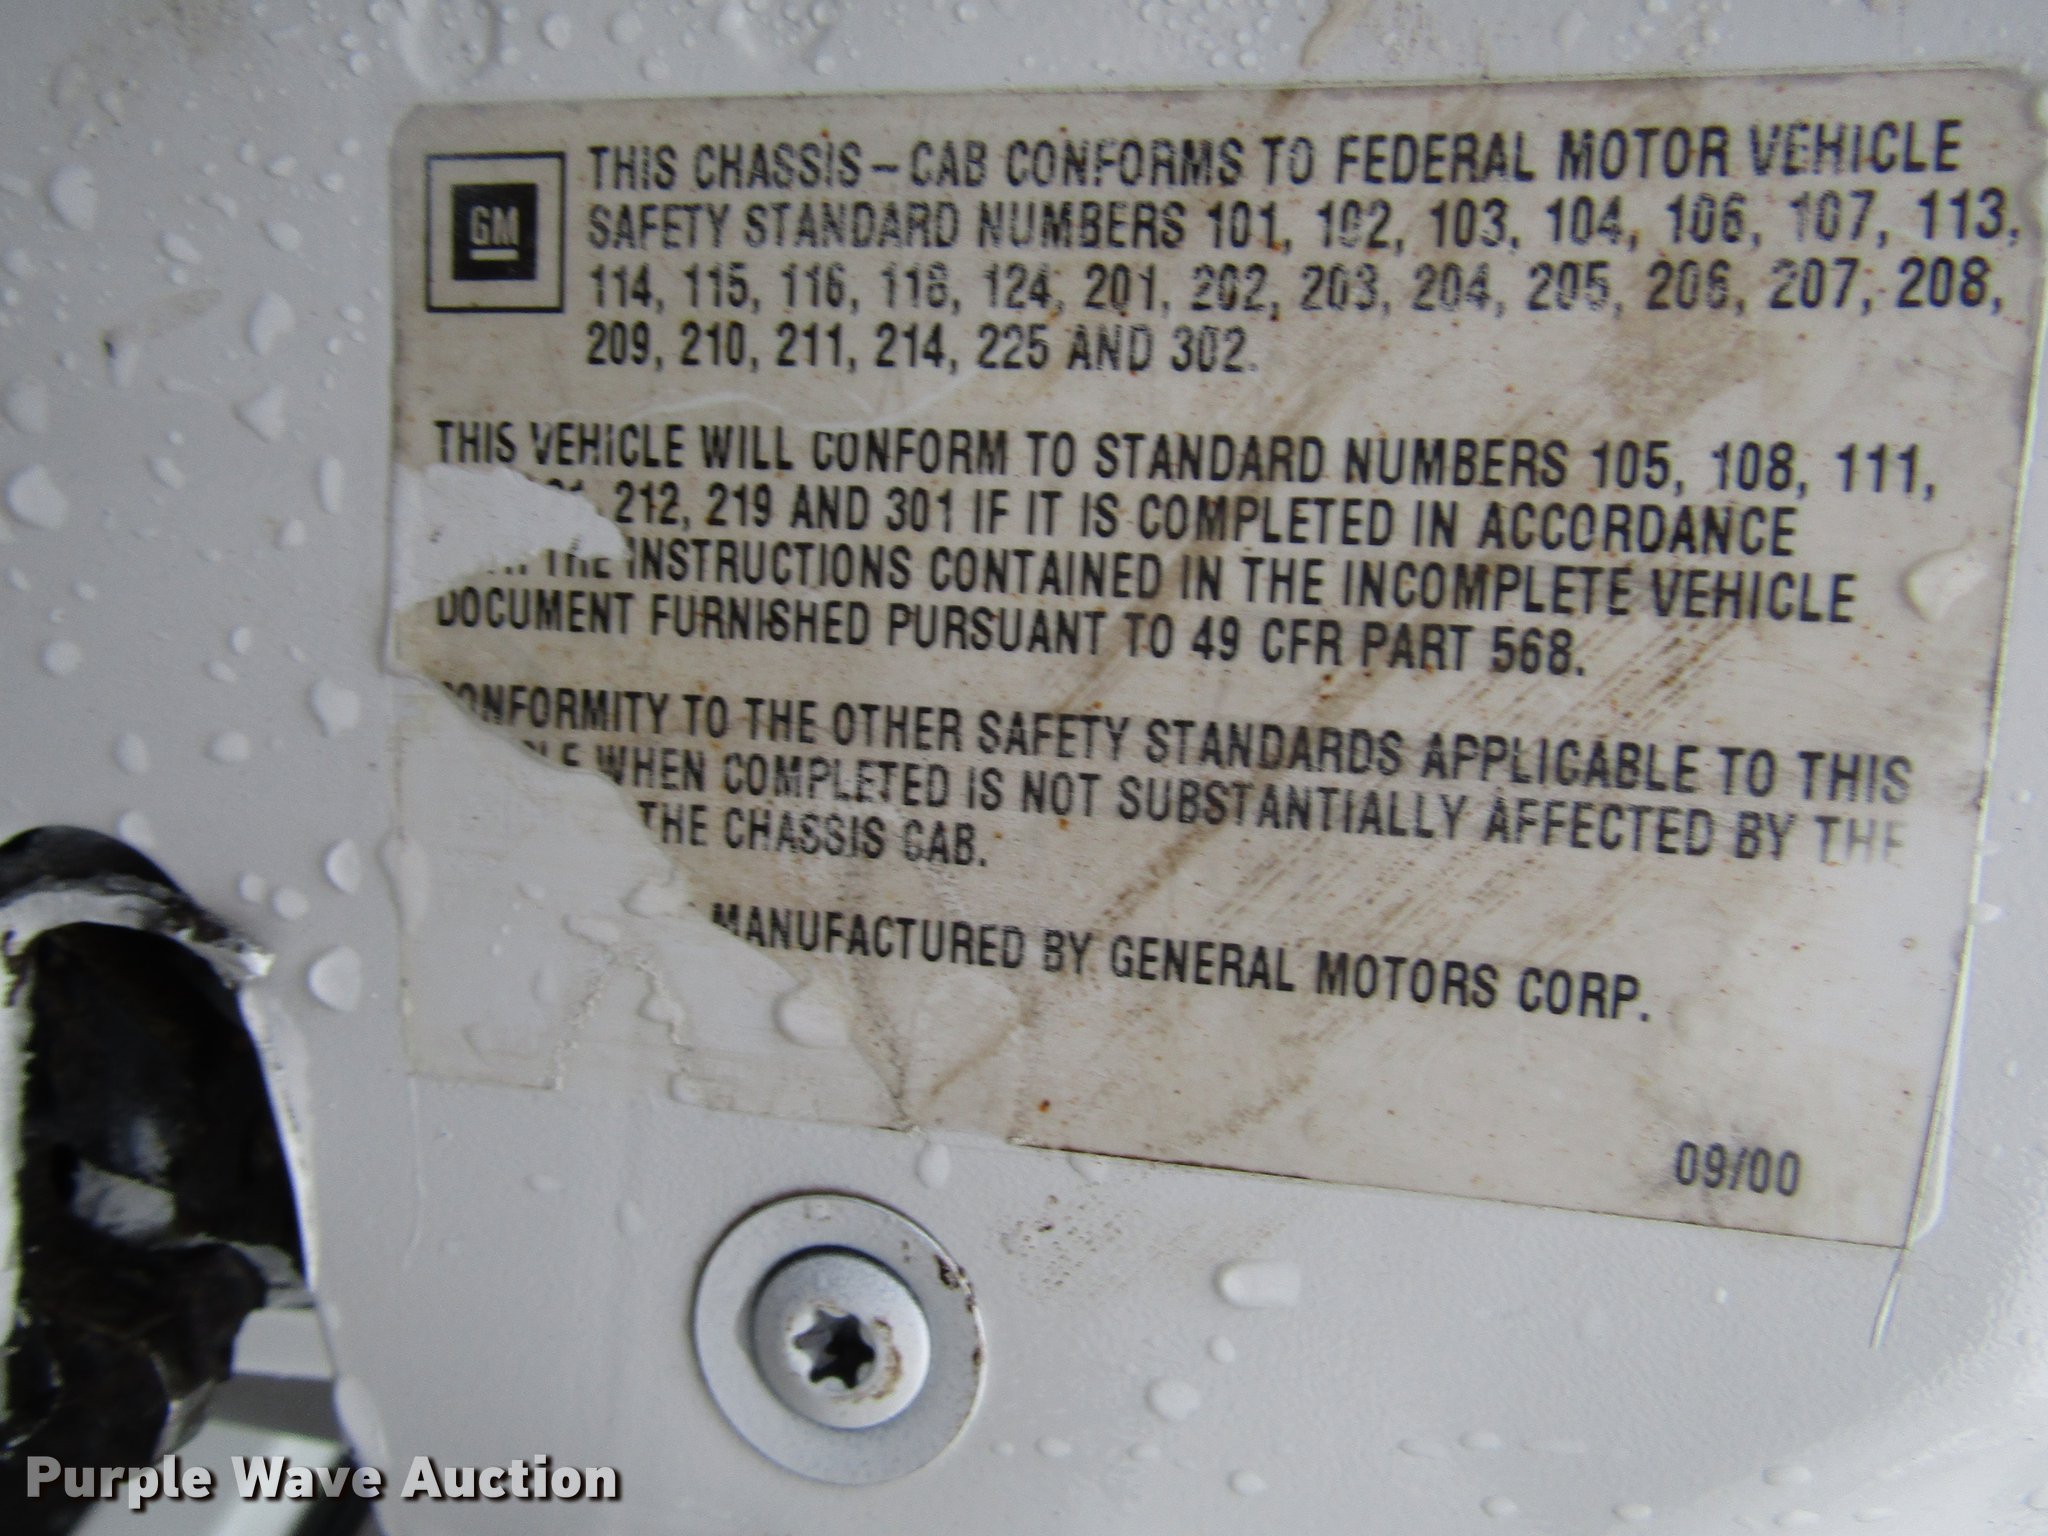 GM
THIS CHASSIS-CAB CONFORMS TO FEDERAL MOTOR VEHICLE
SAFETY STANDARD NUMBERS 101, 102, 103, 104, 106, 107, 113,
114, 115, 116, 118, 124, 201, 202, 203, 204, 205, 206, 207, 208,
209, 210, 211, 214, 225 AND 302.
THIS VEHICLE WILL CONFORM TO STANDARD NUMBERS 105, 108, 111,
212, 219 AND 301 IF IT IS COMPLETED IN ACCORDANCE
THE INSTRUCTIONS CONTAINED IN THE INCOMPLETE VEHICLE
DOCUMENT FURNISHED PURSUANT TO 49 CFR PART 568.
CONFORMITY TO THE OTHER SAFETY STANDARDS APPLICABLE TO THIS
WHEN COMPLETED IS NOT SUBSTANTIALLY AFFECTED BY THE
THE CHASSIS CAB.
MANUFACTURED BY GENERAL MOTORS CORP.
09/00
Purple Wave Auction